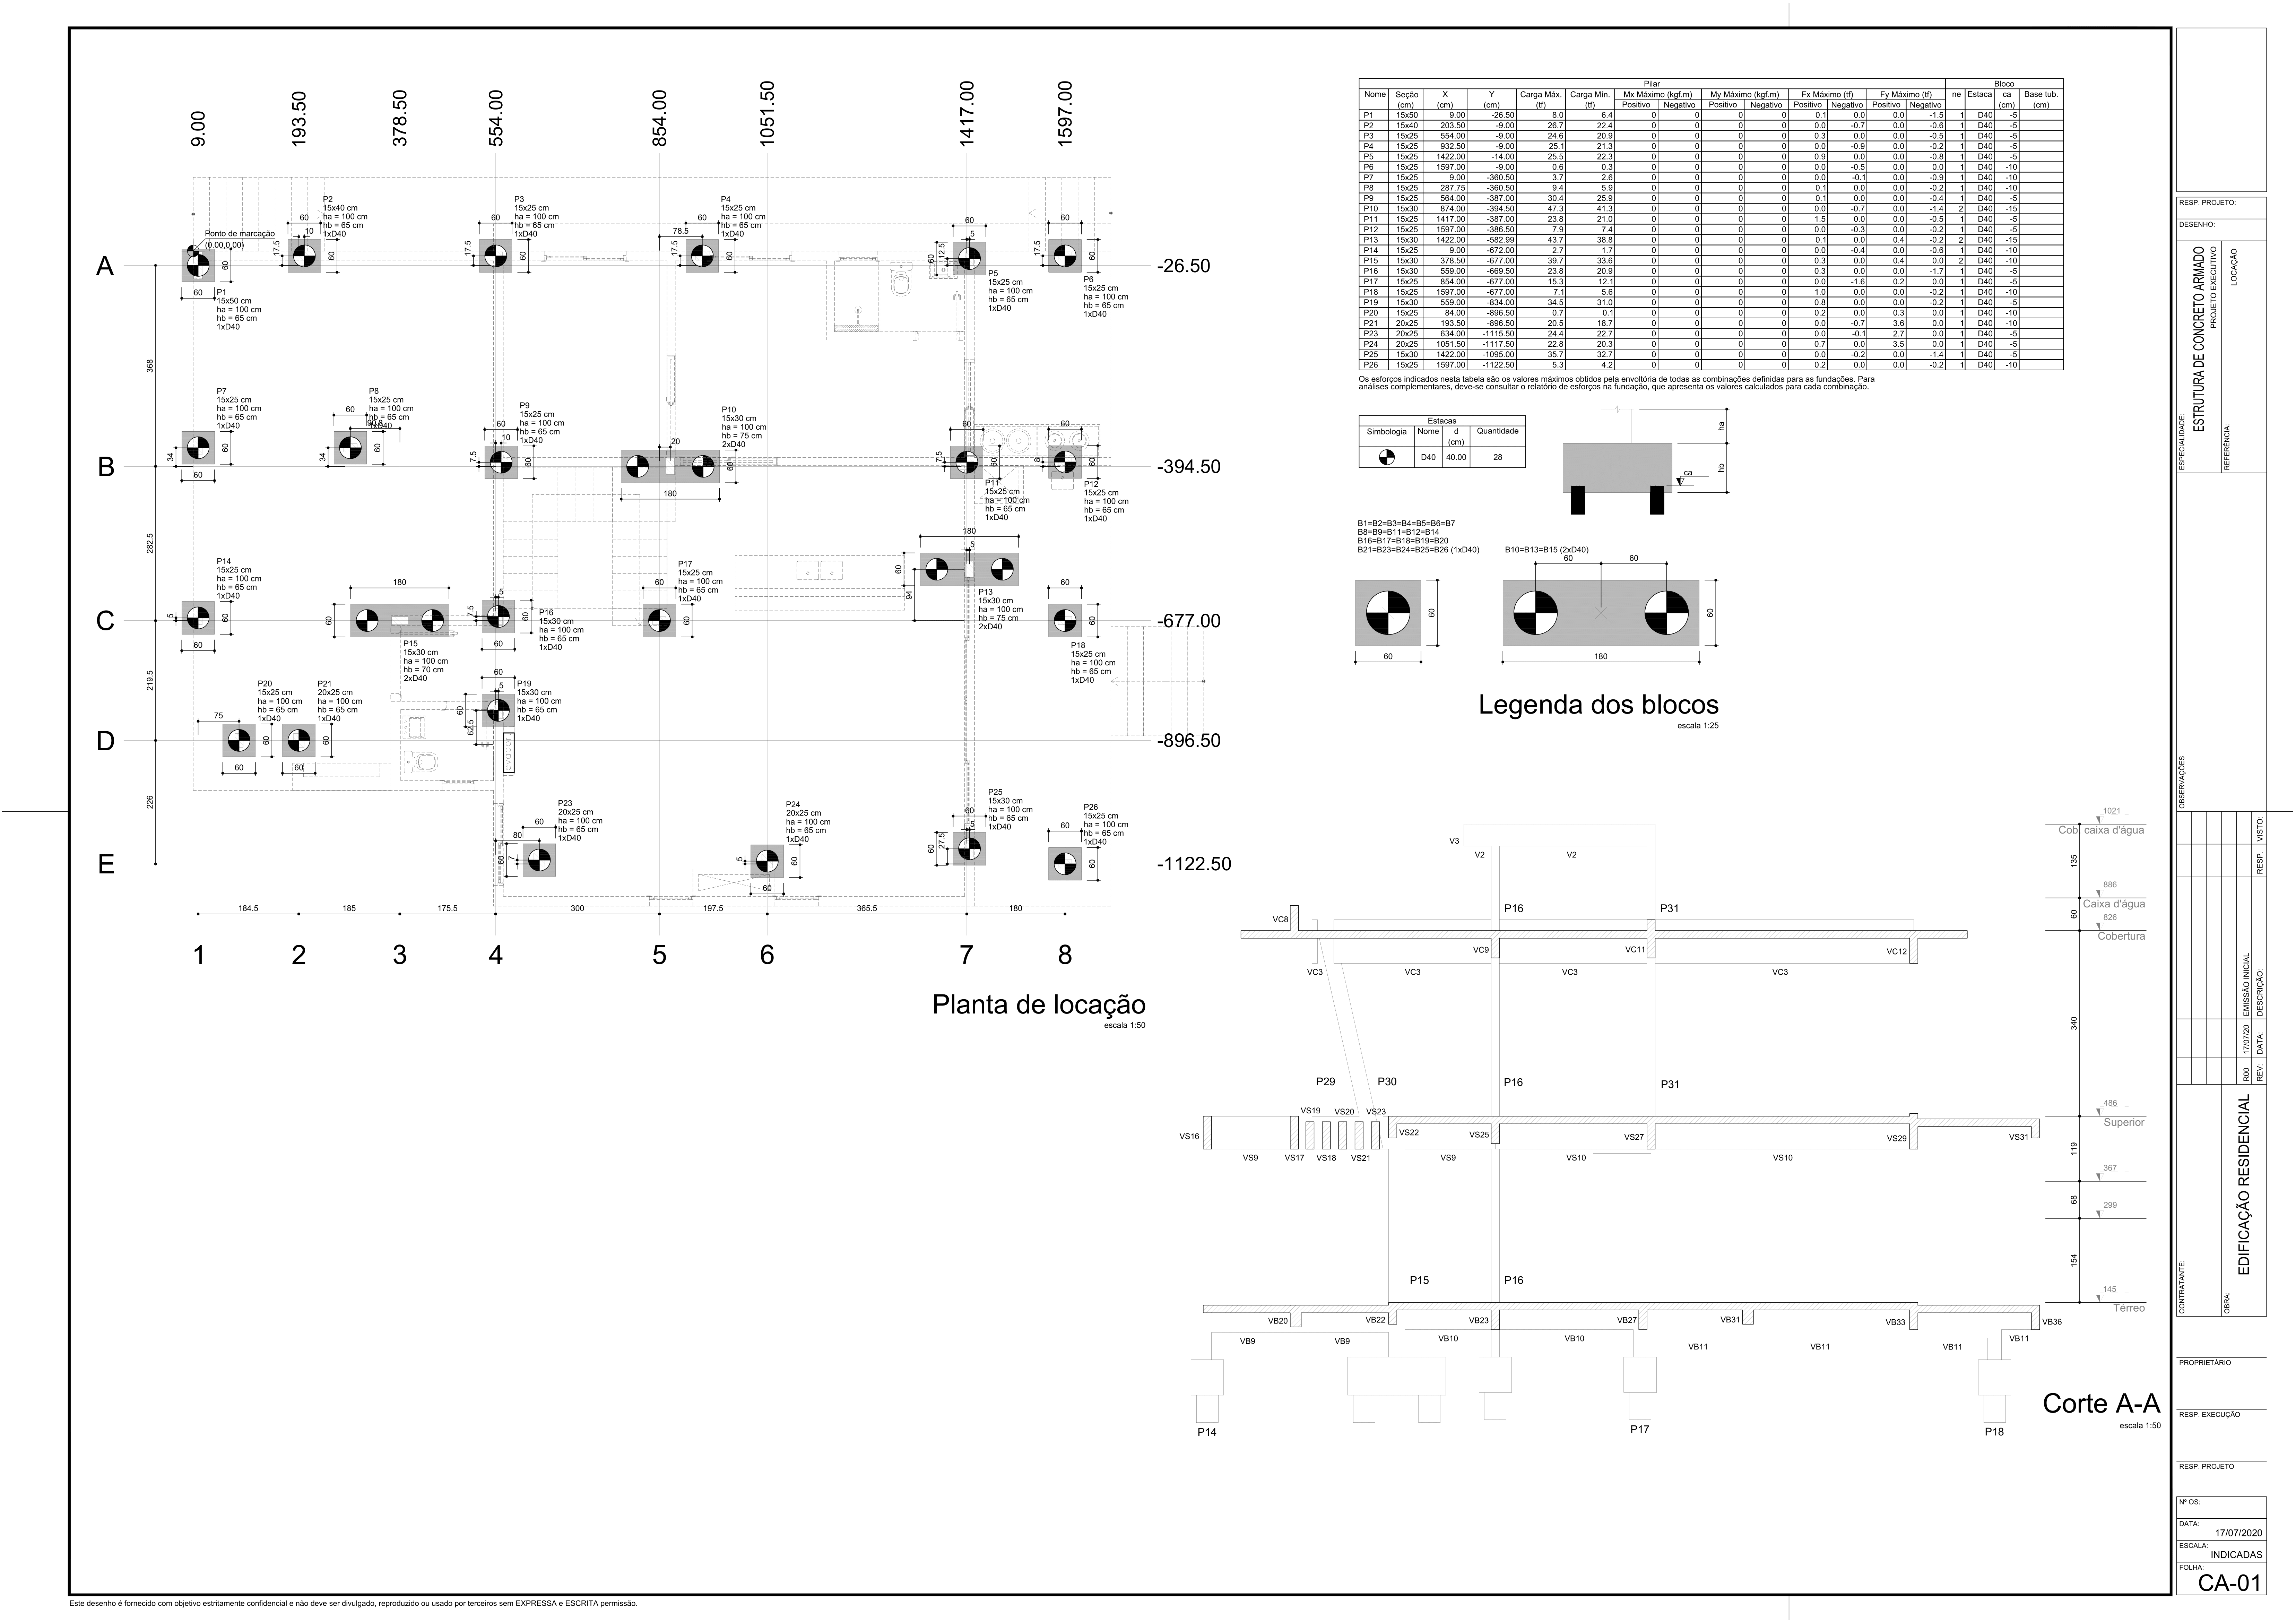 9.00
193.50
378.50
554.00
854.00
1051.50
1417.00
1597.00
A
B
C
D
E
-26.50
-394.50
-677.00
-896.50
-1122.50
1
2
3
4
5
6
7
8
368
282.5
219.5
226
184.5
185
175.5
300
197.5
365.5
180
Ponto de marcação
(0.00,0.00)
P1
15x50 cm
ha = 100 cm
hb = 65 cm
1xD40
P2
15x40 cm
ha = 100 cm
hb = 65 cm
1xD40
P3
15x25 cm
ha = 100 cm
hb = 65 cm
1xD40
P4
15x25 cm
ha = 100 cm
hb = 65 cm
1xD40
P5
15x25 cm
ha = 100 cm
hb = 65 cm
1xD40
P6
15x25 cm
ha = 100 cm
hb = 65 cm
1xD40
P7
15x25 cm
ha = 100 cm
hb = 65 cm
1xD40
P8
15x25 cm
ha = 100 cm
hb = 65 cm
1xD40
P9
15x25 cm
ha = 100 cm
hb = 65 cm
1xD40
P10
15x30 cm
ha = 100 cm
hb = 75 cm
2xD40
P11
15x25 cm
ha = 100 cm
hb = 65 cm
1xD40
P12
15x25 cm
ha = 100 cm
hb = 65 cm
1xD40
P13
15x30 cm
ha = 100 cm
hb = 75 cm
2xD40
P14
15x25 cm
ha = 100 cm
hb = 65 cm
1xD40
P15
15x30 cm
ha = 100 cm
hb = 70 cm
2xD40
P16
15x30 cm
ha = 100 cm
hb = 65 cm
1xD40
P17
15x25 cm
ha = 100 cm
hb = 65 cm
1xD40
P18
15x25 cm
ha = 100 cm
hb = 65 cm
1xD40
P19
15x30 cm
ha = 100 cm
hb = 65 cm
1xD40
P20
15x25 cm
ha = 100 cm
hb = 65 cm
1xD40
P21
20x25 cm
ha = 100 cm
hb = 65 cm
1xD40
P23
20x25 cm
ha = 100 cm
hb = 65 cm
1xD40
P24
20x25 cm
ha = 100 cm
hb = 65 cm
1xD40
P25
15x30 cm
ha = 100 cm
hb = 65 cm
1xD40
P26
15x25 cm
ha = 100 cm
hb = 65 cm
1xD40
Planta de locação
escala 1:50
Pilar Bloco
Nome Seção X Y Carga Máx. Carga Mín. Mx Máximo (kgf.m) My Máximo (kgf.m) Fx Máximo (tf) Fy Máximo (tf) ne Estaca ca Base tub.
(cm) (cm) (cm) (tf) (tf) Positivo Negativo Positivo Negativo Positivo Negativo Positivo Negativo (cm) (cm)
P1 15x50 9.00 -26.50 8.0 6.4 0 0 0 0 0.1 0.0 0.0 -1.5 1 D40 -5
P2 15x40 203.50 -9.00 26.7 22.4 0 0 0 0 0.0 -0.7 0.0 -0.6 1 D40 -5
P3 15x25 554.00 -9.00 24.6 20.9 0 0 0 0 0.3 0.0 0.0 -0.5 1 D40 -5
P4 15x25 932.50 -9.00 25.1 21.3 0 0 0 0 0.0 -0.9 0.0 -0.2 1 D40 -5
P5 15x25 1422.00 -14.00 25.5 22.3 0 0 0 0 0.9 0.0 0.0 -0.8 1 D40 -5
P6 15x25 1597.00 -9.00 0.6 0.3 0 0 0 0 0.0 -0.5 0.0 0.0 1 D40 -10
P7 15x25 9.00 -360.50 3.7 2.6 0 0 0 0 0.0 -0.1 0.0 -0.9 1 D40 -10
P8 15x25 287.75 -360.50 9.4 5.9 0 0 0 0 0.1 0.0 0.0 -0.2 1 D40 -10
P9 15x25 564.00 -387.00 30.4 25.9 0 0 0 0 0.1 0.0 0.0 -0.4 1 D40 -5
P10 15x30 874.00 -394.50 47.3 41.3 0 0 0 0 0.0 -0.7 0.0 -1.4 2 D40 -15
P11 15x25 1417.00 -387.00 23.8 21.0 0 0 0 0 1.5 0.0 0.0 -0.5 1 D40 -5
P12 15x25 1597.00 -386.50 7.9 7.4 0 0 0 0 0.0 -0.3 0.0 -0.2 1 D40 -5
P13 15x30 1422.00 -582.99 43.7 38.8 0 0 0 0 0.1 0.0 0.4 -0.2 2 D40 -15
P14 15x25 9.00 -672.00 2.7 1.7 0 0 0 0 0.0 -0.4 0.0 -0.6 1 D40 -10
P15 15x30 378.50 -677.00 39.7 33.6 0 0 0 0 0.3 0.0 0.4 0.0 2 D40 -10
P16 15x30 559.00 -669.50 23.8 20.9 0 0 0 0 0.3 0.0 0.0 -1.7 1 D40 -5
P17 15x25 854.00 -677.00 15.3 12.1 0 0 0 0 0.0 -1.6 0.2 0.0 1 D40 -5
P18 15x25 1597.00 -677.00 7.1 5.6 0 0 0 0 1.0 0.0 0.0 -0.2 1 D40 -10
P19 15x30 559.00 -834.00 34.5 31.0 0 0 0 0 0.8 0.0 0.0 -0.2 1 D40 -5
P20 15x25 84.00 -896.50 0.7 0.1 0 0 0 0 0.2 0.0 0.3 0.0 1 D40 -10
P21 20x25 193.50 -896.50 20.5 18.7 0 0 0 0 0.0 -0.7 3.6 0.0 1 D40 -10
P23 20x25 634.00 -1115.50 24.4 22.7 0 0 0 0 0.0 -0.1 2.7 0.0 1 D40 -5
P24 20x25 1051.50 -1117.50 22.8 20.3 0 0 0 0 0.7 0.0 3.5 0.0 1 D40 -5
P25 15x30 1422.00 -1095.00 35.7 32.7 0 0 0 0 0.0 -0.2 0.0 -1.4 1 D40 -5
P26 15x25 1597.00 -1122.50 5.3 4.2 0 0 0 0 0.2 0.0 0.0 -0.2 1 D40 -10
Os esforços indicados nesta tabela são os valores máximos obtidos pela envoltória de todas as combinações definidas para as fundações. Para
análises complementares, deve-se consultar o relatório de esforços na fundação, que apresenta os valores calculados para cada combinação.
Estacas
Simbologia Nome d Quantidade
(cm)
D40 40.00 28
ha
hb
ca
B1=B2=B3=B4=B5=B6=B7
B8=B9=B11=B12=B14
B16=B17=B18=B19=B20
B21=B23=B24=B25=B26 (1xD40)
B10=B13=B15 (2xD40)
60
60
60
60
60
180
Legenda dos blocos
escala 1:25
1021
Cob. caixa d'água
135
886
Caixa d'água
60
826
Cobertura
340
486
Superior
119
367
68
299
154
145
Térreo
V3
V2 V2
P16 P31
VC8 VC9 VC11 VC12
VC3 VC3 VC3 VC3
P29 P30 P16 P31
VS19 VS20 VS23
VS16 VS22 VS25 VS27 VS29 VS31
VS9 VS17 VS18 VS21 VS9 VS10 VS10
P15 P16
VB20 VB22 VB23 VB27 VB31 VB33 VB36
VB9 VB9 VB10 VB10 VB11 VB11 VB11 VB11
P14 P17 P18
Corte A-A
escala 1:50
RESP. PROJETO:
DESENHO:
ESPECIALIDADE:
ESTRUTURA DE CONCRETO ARMADO
PROJETO EXECUTIVO
REFERÊNCIA:
LOCAÇÃO
OBSERVAÇÕES
R00 17/07/20 EMISSÃO INICIAL
REV: DATA: DESCRIÇÃO: RESP. VISTO:
CONTRATANTE:
OBRA:
EDIFICAÇÃO RESIDENCIAL
PROPRIETÁRIO
RESP. EXECUÇÃO
RESP. PROJETO
Nº OS:
DATA:
17/07/2020
ESCALA:
INDICADAS
FOLHA:
CA-01
Este desenho é fornecido com objetivo estritamente confidencial e não deve ser divulgado, reproduzido ou usado por terceiros sem EXPRESSA e ESCRITA permissão.